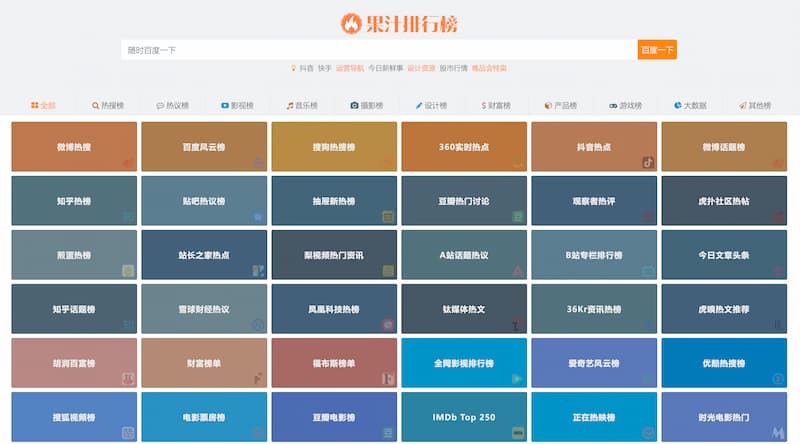 果汁排行榜
随时百度一下
百度一下
抖音 快手 运营导航 今日新鲜事 设计资源 股市行情 唯品会特卖
全部 热搜榜 热议榜 影视榜 音乐榜 摄影榜 设计榜 财富榜 产品榜 游戏榜 大数据 其他榜
微博热搜 百度风云榜 搜狗热搜榜 360实时热点 抖音热点 微博话题榜
知乎热榜 贴吧热议榜 抽屉新热榜 豆瓣热门讨论 观察者热评 虎扑社区热帖
煎蛋热榜 站长之家热点 梨视频热门资讯 A站话题热议 B站专栏排行榜 今日文章头条
知乎话题榜 雪球财经热议 凤凰科技热榜 钛媒体热文 36Kr资讯热榜 虎嗅热文推荐
胡润百富榜 财富榜单 福布斯榜单 全网影视排行榜 爱奇艺风云榜 优酷热搜榜
搜狐视频榜 电影票房榜 豆瓣电影榜 IMDb Top 250 正在热映榜 时光电影热门